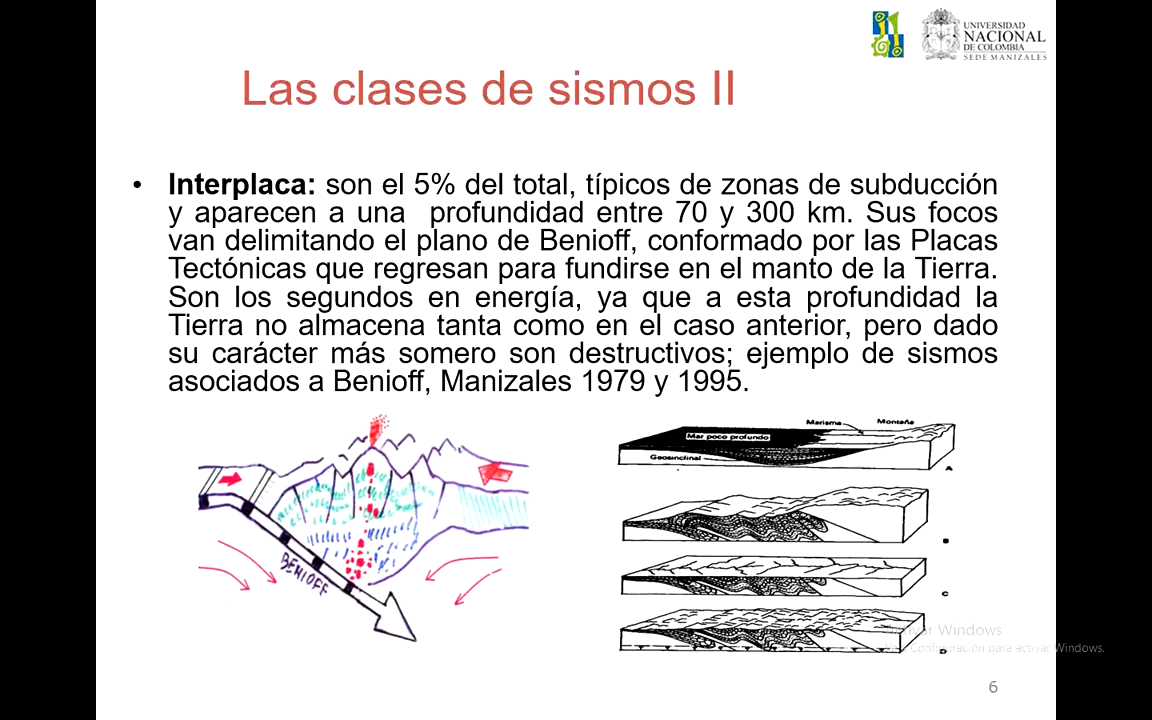 UNIVERSIDAD
NACIONAL
DE COLOMBIA
SEDE MANIZALES
Las clases de sismos II
• Interplaca: son el 5% del total, típicos de zonas de subducción
y aparecen a una profundidad entre 70 y 300 km. Sus focos
van delimitando el plano de Benioff, conformado por las Placas
Tectónicas que regresan para fundirse en el manto de la Tierra.
Son los segundos en energía, ya que a esta profundidad la
Tierra no almacena tanta como en el caso anterior, pero dado
su carácter más somero son destructivos; ejemplo de sismos
asociados a Benioff, Manizales 1979 y 1995.
BENIOFF
Marisma
Montaña
Mar poco profundo
Geosinclinal
A
B
C
D
Activar Windows
Configuración para activar Windows.
6